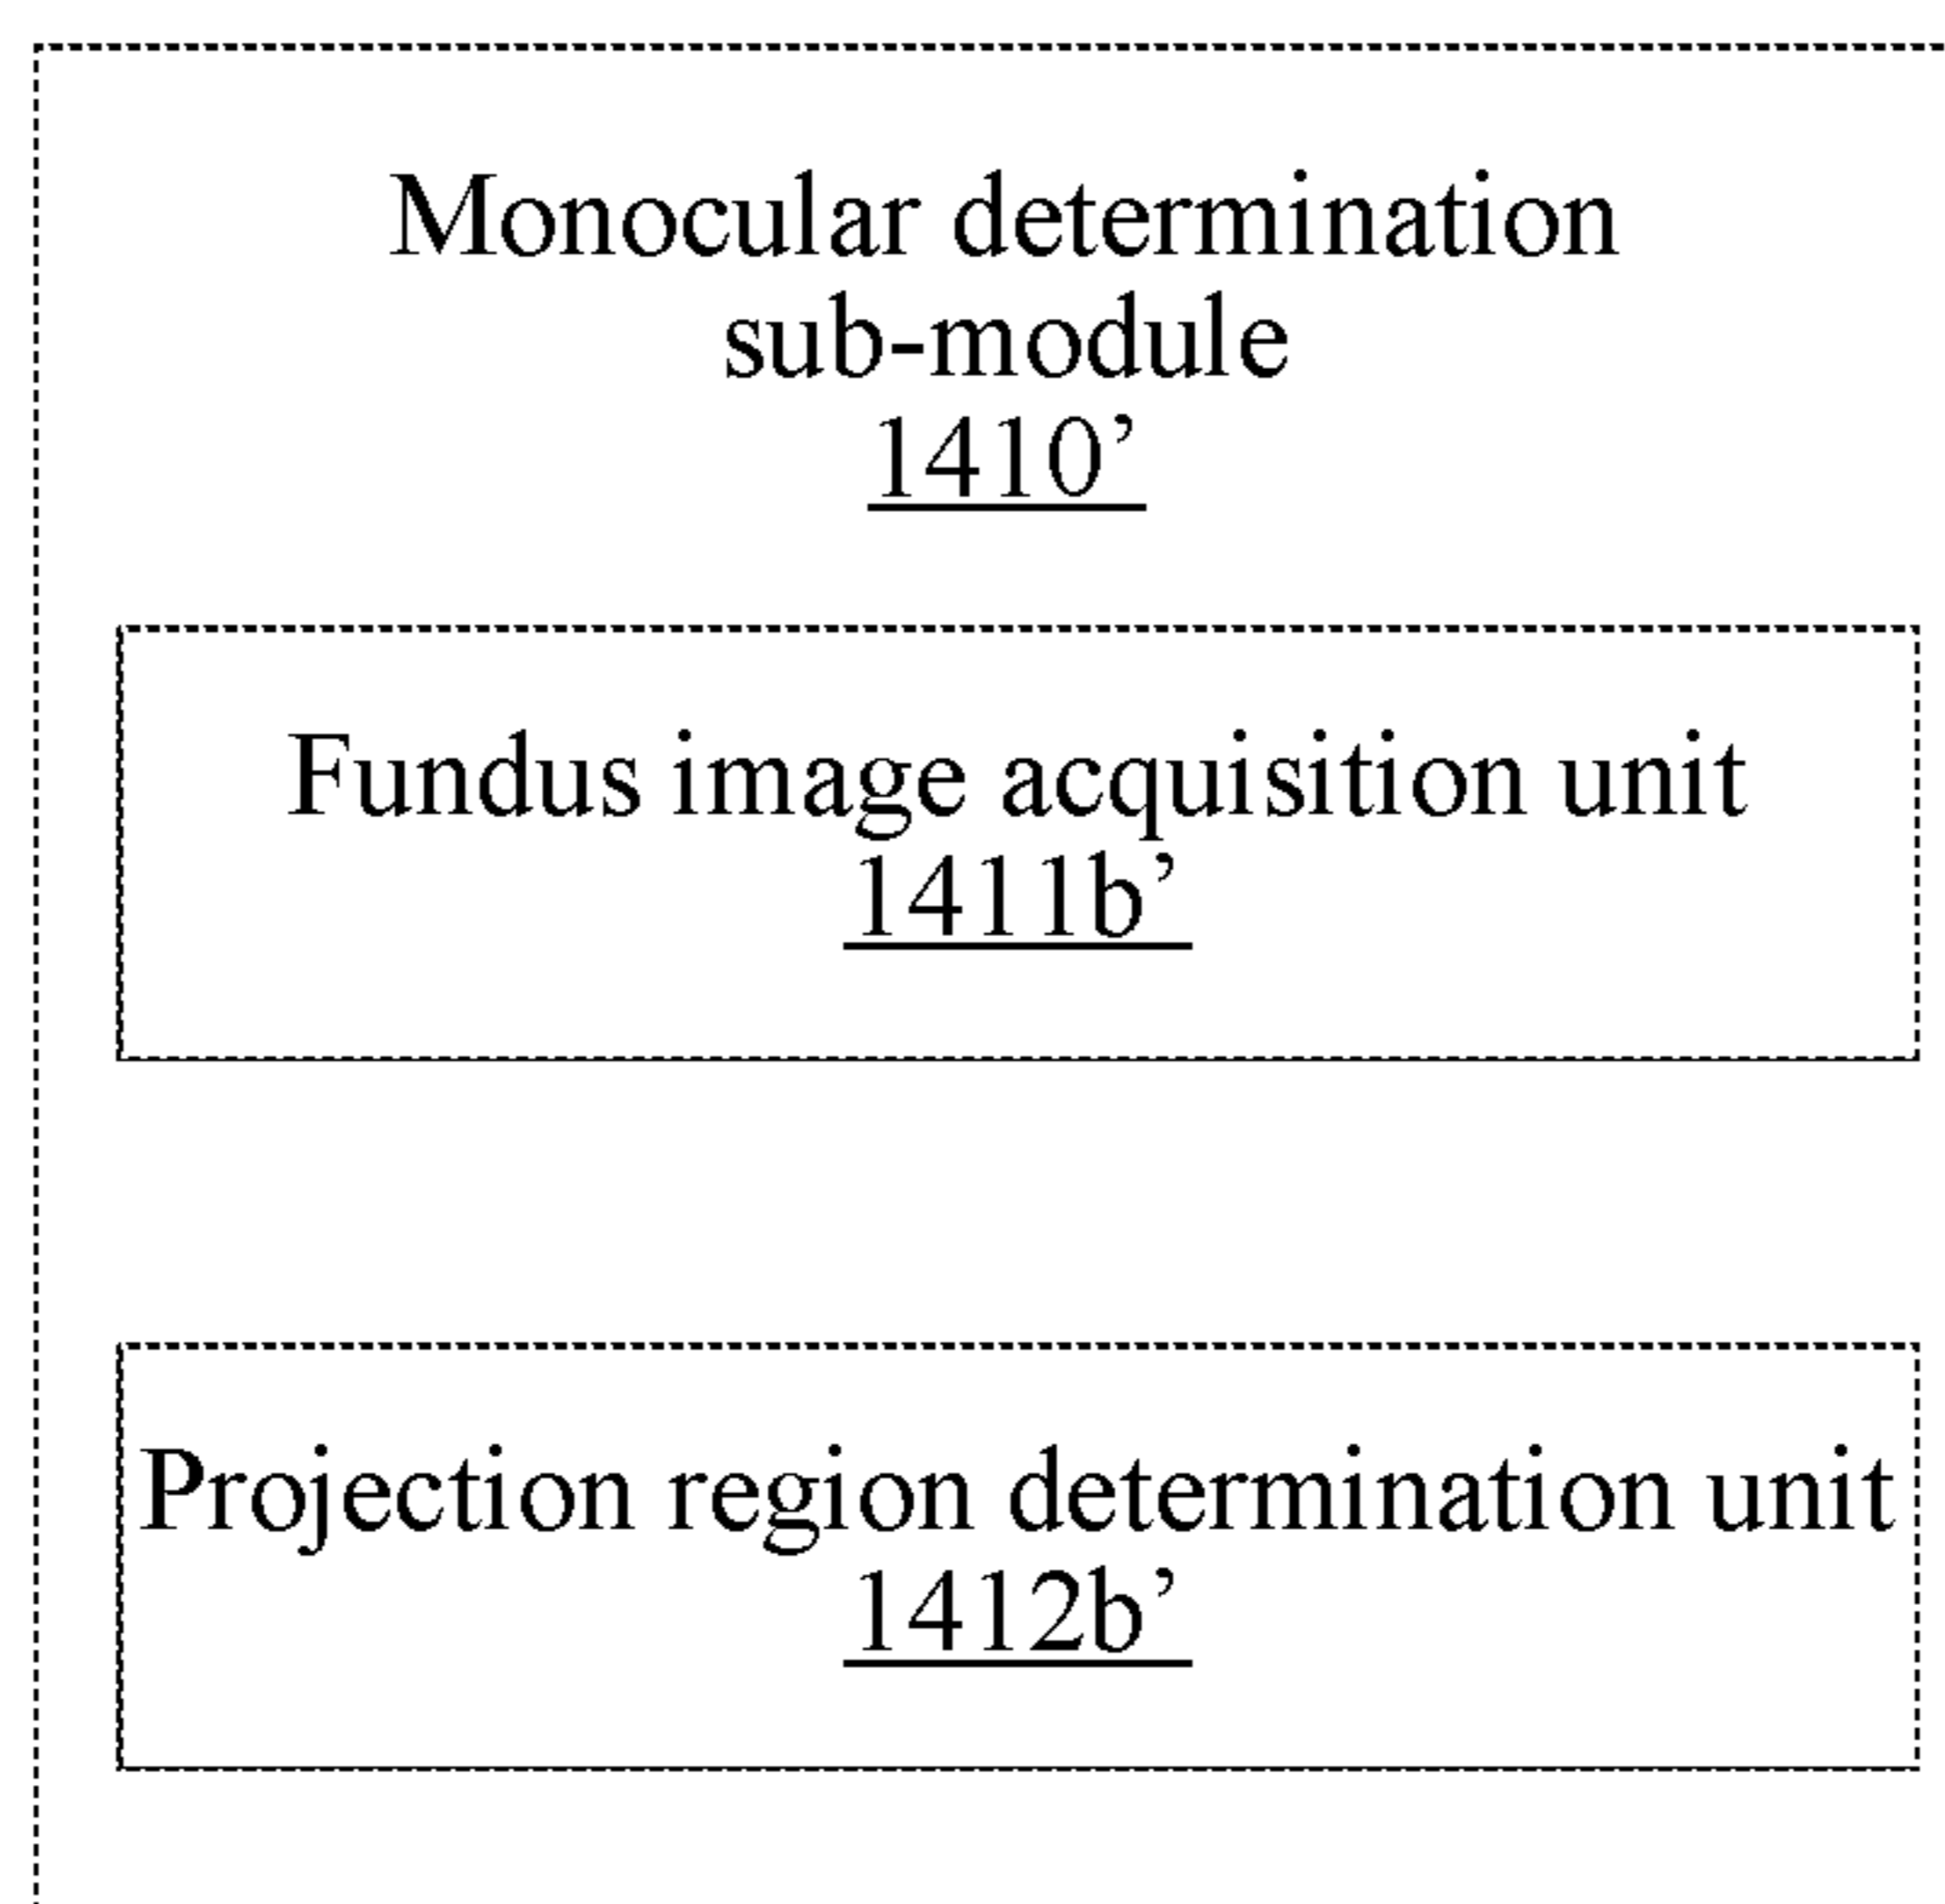 Monocular determination
sub-module
1410’
Fundus image acquisition unit
1411b’
Projection region determination unit
1412b’